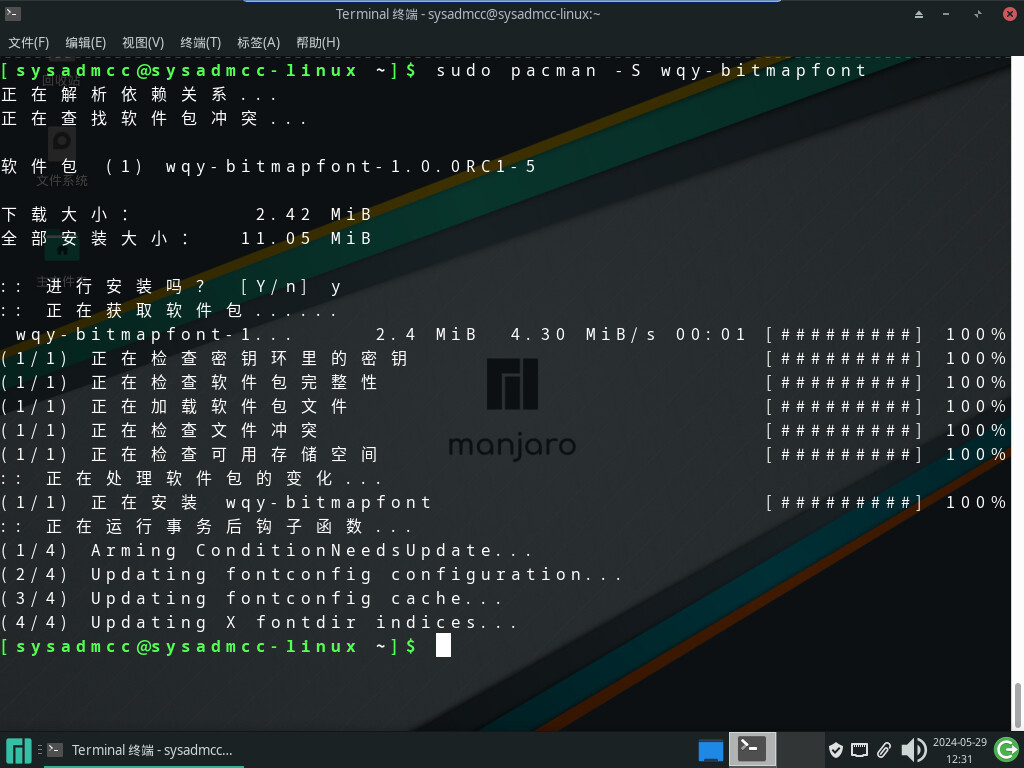 Terminal 终端 - sysadmcc@sysadmcc-linux:~
文件(F) 编辑(E) 视图(V) 终端(T) 标签(A) 帮助(H)
[sysadmcc@sysadmcc-linux ~]$ sudo pacman -S wqy-bitmapfont
回收站
正在解析依赖关系...
正在查找软件包冲突...
软件包 (1) wqy-bitmapfont-1.0.0RC1-5
文件系统
下载大小： 2.42 MiB
全部安装大小： 11.05 MiB
:: 进行安装吗？ [Y/n] y
:: 正在获取软件包......
wqy-bitmapfont-1... 2.4 MiB 4.30 MiB/s 00:01 [#########] 100%
(1/1) 正在检查密钥环里的密钥 [#########] 100%
(1/1) 正在检查软件包完整性 [#########] 100%
(1/1) 正在加载软件包文件 [#########] 100%
(1/1) 正在检查文件冲突 [#########] 100%
(1/1) 正在检查可用存储空间 [#########] 100%
manjaro
:: 正在处理软件包的变化...
(1/1) 正在安装 wqy-bitmapfont [#########] 100%
:: 正在运行事务后钩子函数...
(1/4) Arming ConditionNeedsUpdate...
(2/4) Updating fontconfig configuration...
(3/4) Updating fontconfig cache...
(4/4) Updating X fontdir indices...
[sysadmcc@sysadmcc-linux ~]$
Terminal 终端 - sysadmcc...
2024-05-29
12:31